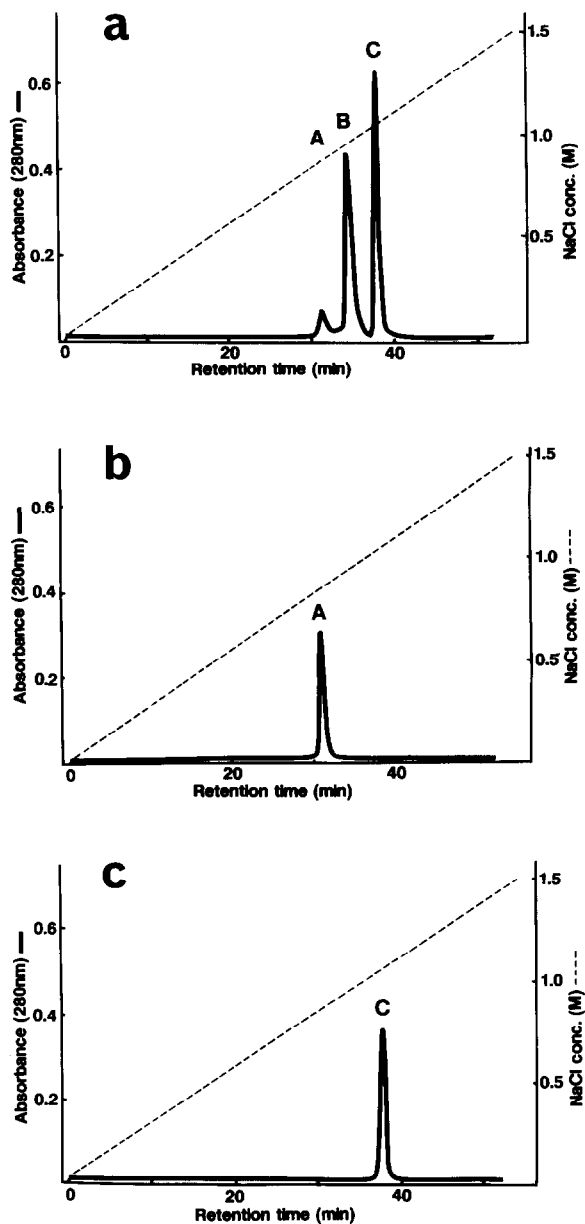 a
A B C
0.6
0.4
0.2
Absorbance (280nm) —
1.5
1.0
0.5
NaCl conc. (M)
0 20 40
Retention time (min)
b
A
0.6
0.4
0.2
Absorbance (280nm) —
1.5
1.0
0.5
NaCl conc. (M) ----
0 20 40
Retention time (min)
c
C
0.6
0.4
0.2
Absorbance (280nm) —
1.5
1.0
0.5
NaCl conc. (M) ----
0 20 40
Retention time (min)